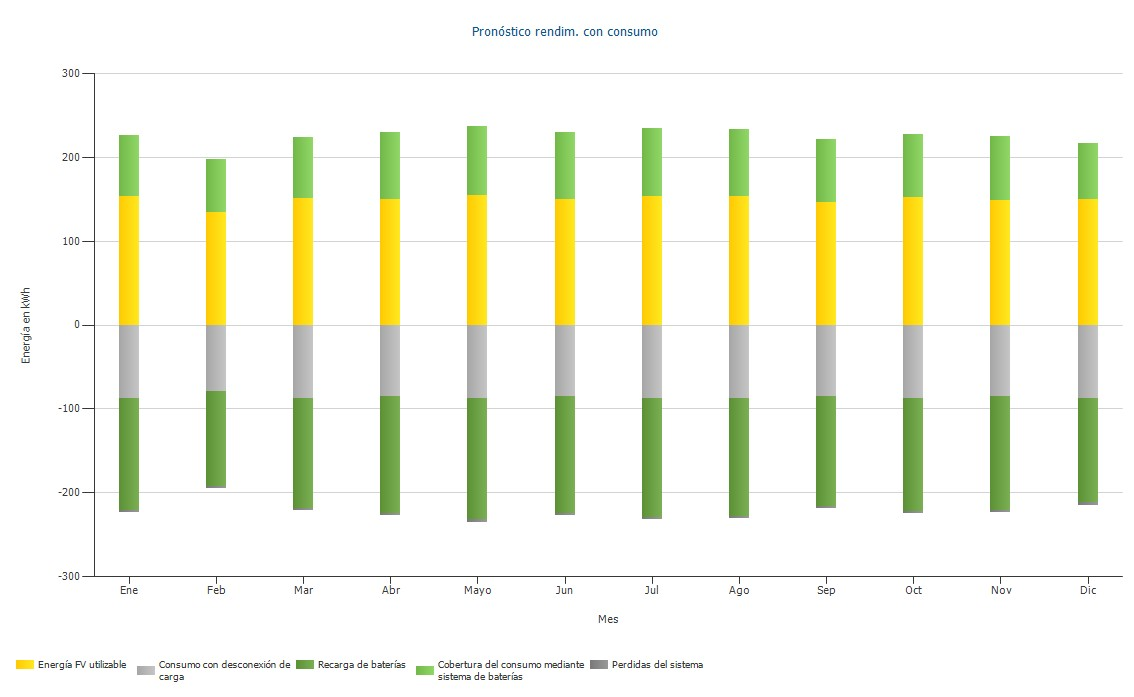 Pronóstico rendim. con consumo
300
200
100
0
-100
-200
-300
Energía en kWh
Ene Feb Mar Abr Mayo Jun Jul Ago Sep Oct Nov Dic
Mes
Energía FV utilizable
Consumo con desconexión de
carga
Recarga de baterías
Cobertura del consumo mediante
sistema de baterías
Perdidas del sistema